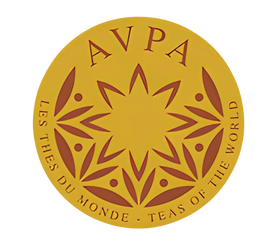 AVPA
LES THES DU MONDE - TEAS OF THE WORLD